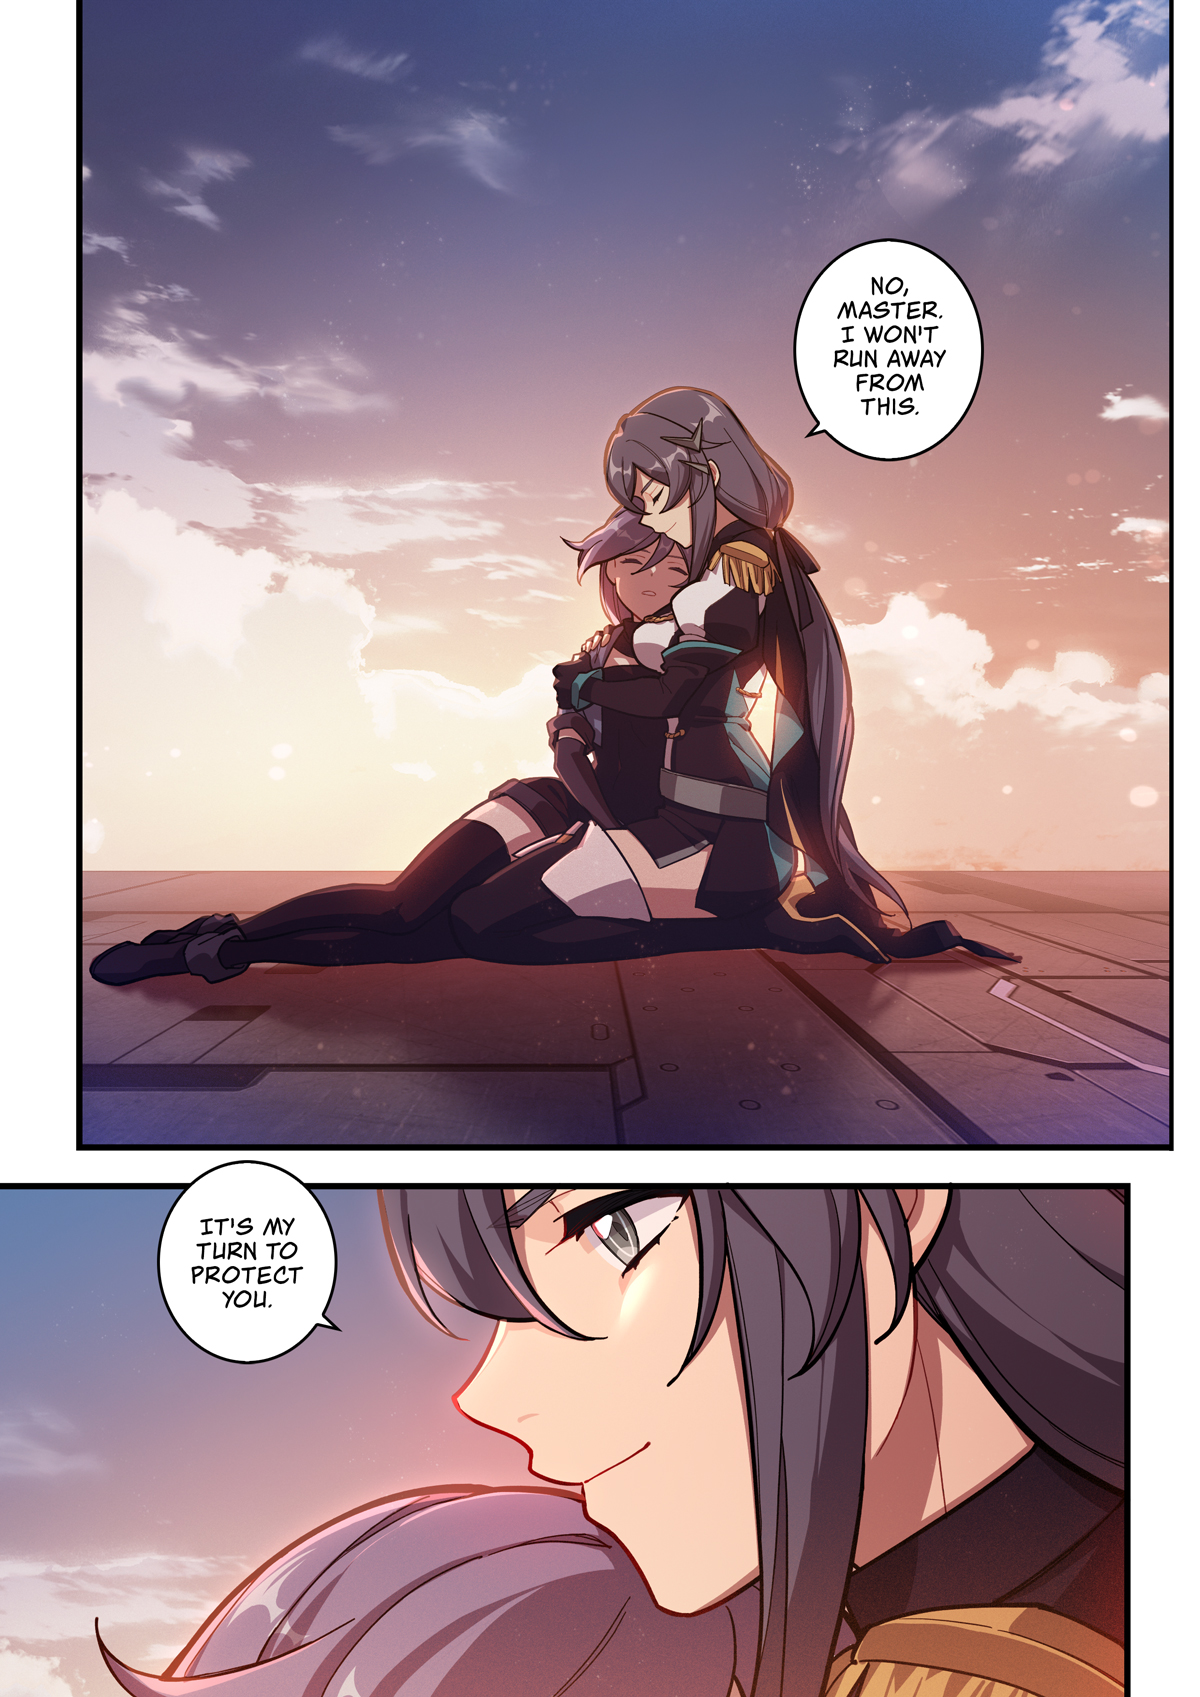 NO,
MASTER.
I WON'T
RUN AWAY
FROM
THIS.
IT'S MY
TURN TO
PROTECT
YOU.